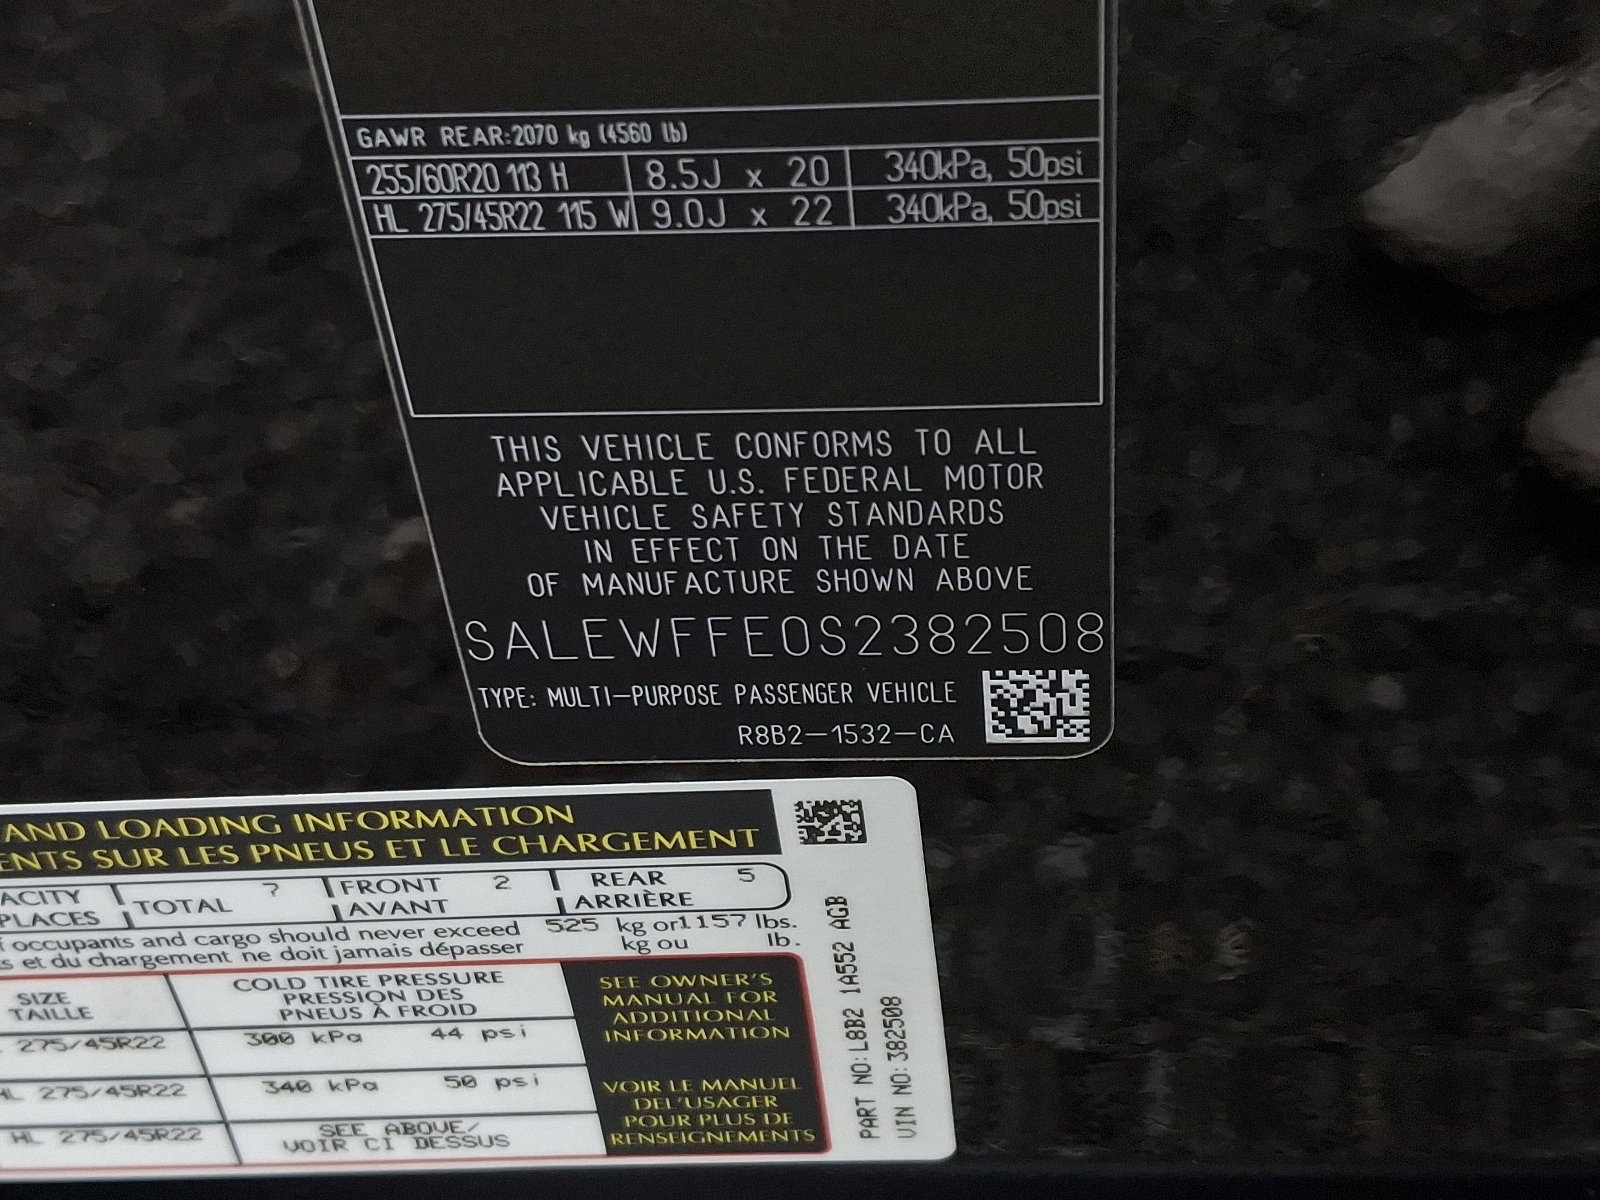 GAWR REAR:2070 kg (4560 lb)
255/60R20 113 H 8.5J x 20 340kPa, 50psi
HL 275/45R22 115 W 9.0J x 22 340kPa, 50psi
THIS VEHICLE CONFORMS TO ALL
APPLICABLE U.S. FEDERAL MOTOR
VEHICLE SAFETY STANDARDS
IN EFFECT ON THE DATE
OF MANUFACTURE SHOWN ABOVE
SALEWFFE0S2382508
TYPE: MULTI-PURPOSE PASSENGER VEHICLE
R8B2-1532-CA
AND LOADING INFORMATION
ENTS SUR LES PNEUS ET LE CHARGEMENT
ACITY TOTAL 7 FRONT 2 REAR 5
PLACES AVANT ARRIÈRE
f occupants and cargo should never exceed 525 kg or 1157 lbs.
s et du chargement ne doit jamais dépasser kg ou lb.
SIZE
TAILLE
COLD TIRE PRESSURE
PRESSION DES
PNEUS À FROID
275/45R22 300 kPa 44 psi
HL 275/45R22 340 kPa 50 psi
HL 275/45R22 SEE ABOVE/
VOIR CI DESSUS
SEE OWNER'S
MANUAL FOR
ADDITIONAL
INFORMATION
VOIR LE MANUEL
DEL'USAGER
POUR PLUS DE
RENSEIGNEMENTS
PART NO:L8B2 1A552 AGB
VIN NO:382508